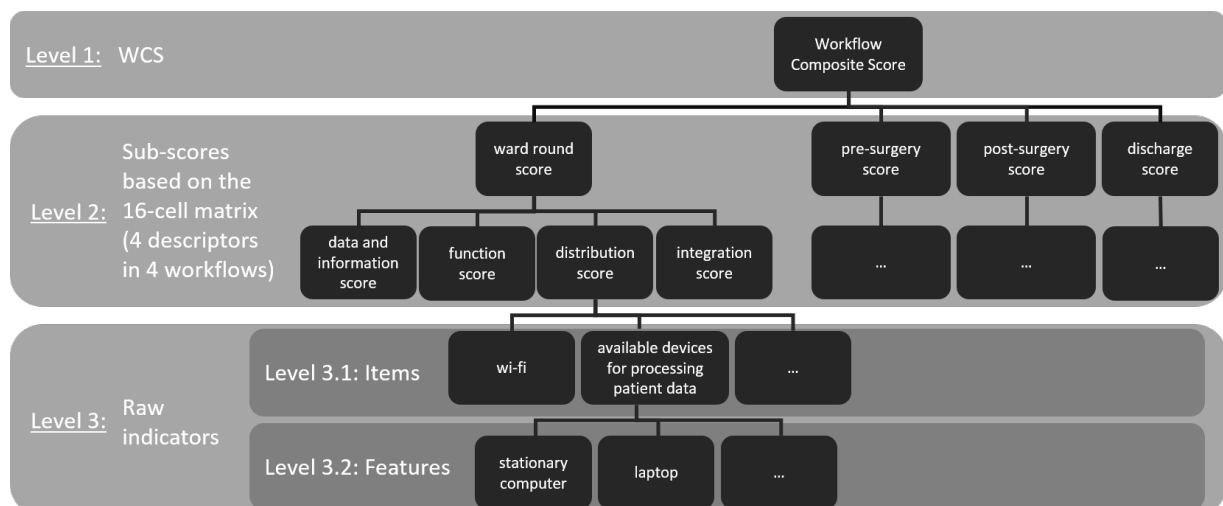 Level 1: WCS
Workflow
Composite Score
Level 2:
Sub-scores
based on the
16-cell matrix
(4 descriptors
in 4 workflows)
ward round
score
pre-surgery
score
post-surgery
score
discharge
score
data and
information
score
function
score
distribution
score
integration
score
...
...
...
Level 3:
Raw
indicators
Level 3.1: Items
wi-fi
available devices
for processing
patient data
...
Level 3.2: Features
stationary
computer
laptop
...